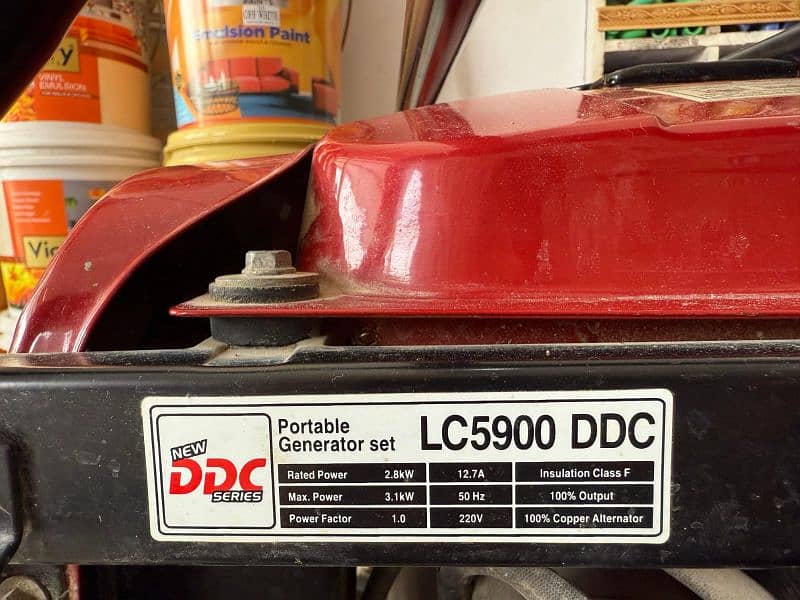 Emulsion Paint
y
VINYL
EMULSION
Vic
NEW
DDC
SERIES
Portable
Generator set
LC5900 DDC
Rated Power 2.8kW 12.7A Insulation Class F
Max. Power 3.1kW 50 Hz 100% Output
Power Factor 1.0 220V 100% Copper Alternator